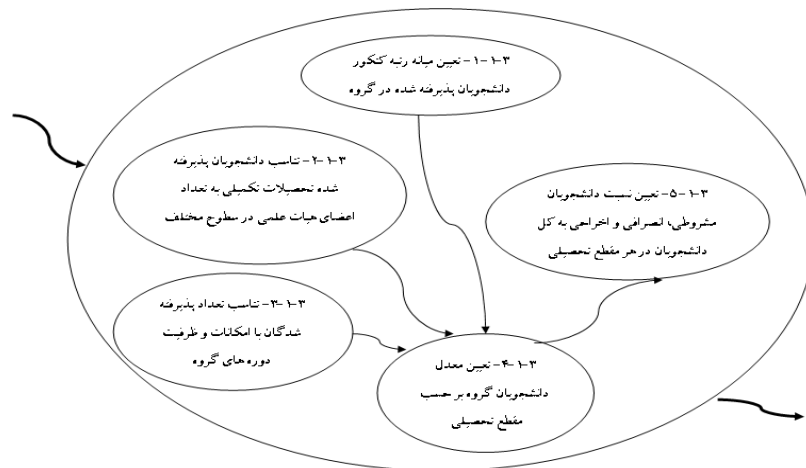 ۳-۱-۱- تعیین میانه رتبه کنکور
دانشجویان پذیرفته شده در گروه
۳-۱-۲- تناسب دانشجویان پذیرفته
شده تحصیلات تکمیلی به تعداد
اعضای هیات علمی در سطوح مختلف
۳-۱-۵- تعیین نسبت دانشجویان
مشروطی، انصرافی و اخراجی به کل
دانشجویان در هر مقطع تحصیلی
۳-۱-۳- تناسب تعداد پذیرفته
شدگان با امکانات و ظرفیت
دوره های گروه
۳-۱-۴- تعیین معدل
دانشجویان گروه بر حسب
مقطع تحصیلی